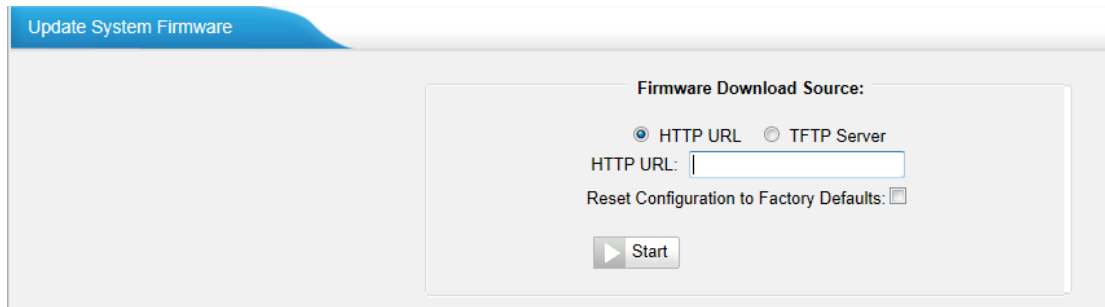 Update System Firmware
Firmware Download Source:
HTTP URL TFTP Server
HTTP URL:
Reset Configuration to Factory Defaults:
Start